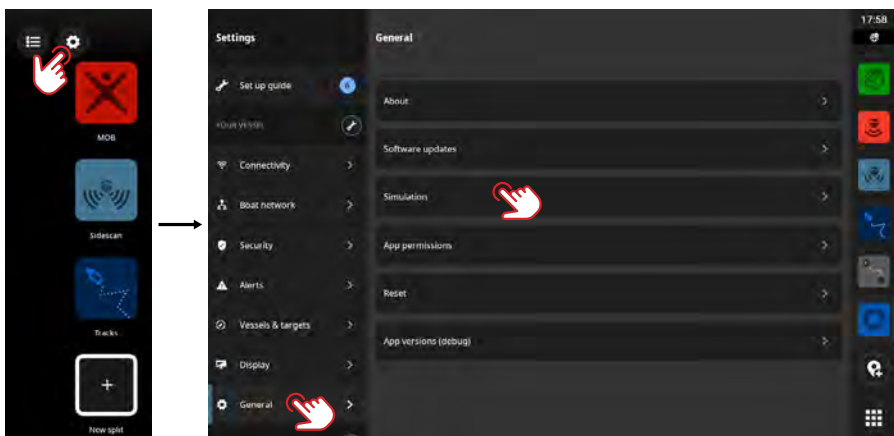 MOB
Sidescan
Tracks
New split
Settings
Set up guide
6
YOUR VESSEL
Connectivity
Boat network
Security
Alerts
Vessels & targets
Display
General
General
About
Software updates
Simulation
App permissions
Reset
App versions (debug)
17:58